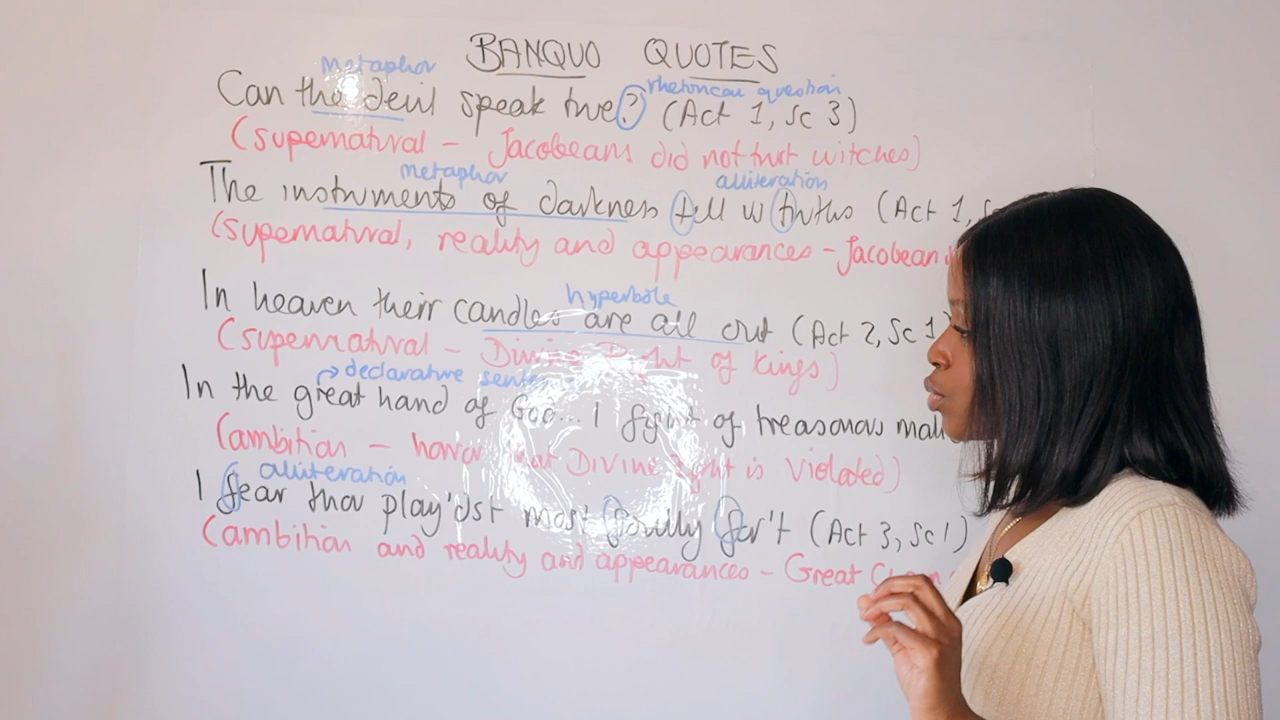 BANQUO QUOTES
metaphor
rhetorical question
Can the devil speak true? (Act 1, Sc 3)
(supernatural - Jacobeans did not trust witches)
metaphor
alliteration
The instruments of darkness tell us truths (Act 1,
(supernatural, reality and appearances - Jacobean
hyperbole
In heaven their candles are all out (Act 2, Sc 1)
(supernatural - Divine Right of Kings)
declarative
In the great hand of God... I fight of treasonous
(ambition - horror that Divine right is violated)
alliteration
I fear thou play'dst most foully for't (Act 3, Sc 1)
(ambition and reality and appearances - Great